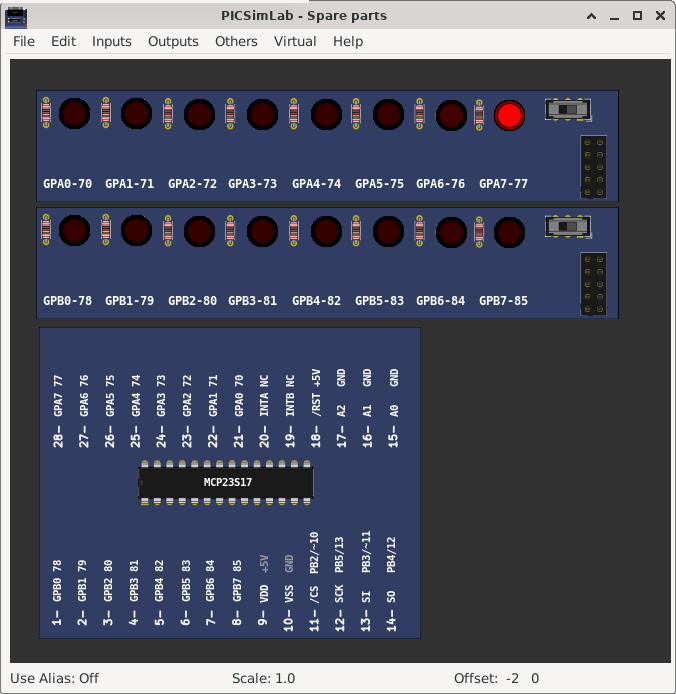 PICSimLab - Spare parts
File Edit Inputs Outputs Others Virtual Help
GPA0-70 GPA1-71 GPA2-72 GPA3-73 GPA4-74 GPA5-75 GPA6-76 GPA7-77
GPB0-78 GPB1-79 GPB2-80 GPB3-81 GPB4-82 GPB5-83 GPB6-84 GPB7-85
28- GPA7 77
27- GPA6 76
26- GPA5 75
25- GPA4 74
24- GPA3 73
23- GPA2 72
22- GPA1 71
21- GPA0 70
20- INTA NC
19- INTB NC
18- /RST +5V
17- A2 GND
16- A1 GND
15- A0 GND
MCP23S17
1- GPB0 78
2- GPB1 79
3- GPB2 80
4- GPB3 81
5- GPB4 82
6- GPB5 83
7- GPB6 84
8- GPB7 85
9- VDD +5V
10- VSS GND
11- /CS PB2/~10
12- SCK PB5/13
13- SI PB3/~11
14- SO PB4/12
Use Alias: Off Scale: 1.0 Offset: -2 0